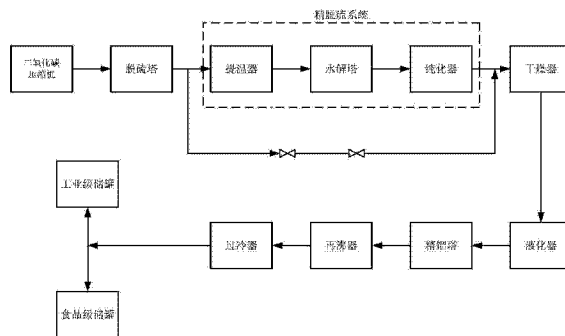 精脱硫系统
二氧化碳
压缩机
脱硫塔
缓温器
水解塔
纯化器
干燥器
工业级储罐
过冷器
再沸器
精馏塔
液化器
食品级储罐